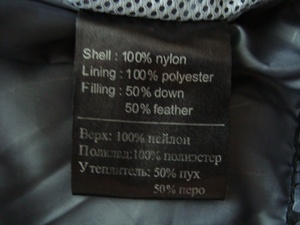 Shell : 100% nylon
Lining : 100% polyester
Filling : 50% down
50% feather
Верх: 100% нейлон
Полклад:100% полиэстер
Утеплитель: 50% пух
50% перо